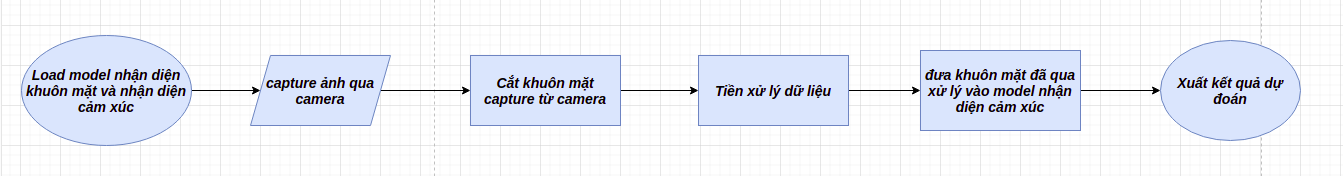 Load model nhận diện
khuôn mặt và nhận diện
cảm xúc
capture ảnh qua
camera
Cắt khuôn mặt
capture từ camera
Tiền xử lý dữ liệu
đưa khuôn mặt đã qua
xử lý vào model nhận
diện cảm xúc
Xuất kết quả dự
đoán